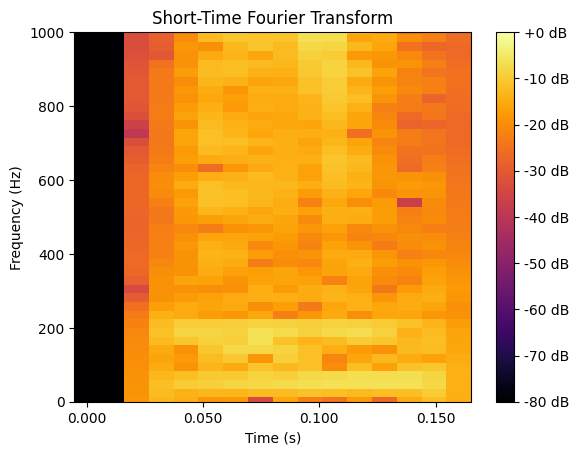 Short-Time Fourier Transform
1000
800
600
400
200
0
Frequency (Hz)
0.000
0.050
0.100
0.150
Time (s)
+0 dB
-10 dB
-20 dB
-30 dB
-40 dB
-50 dB
-60 dB
-70 dB
-80 dB